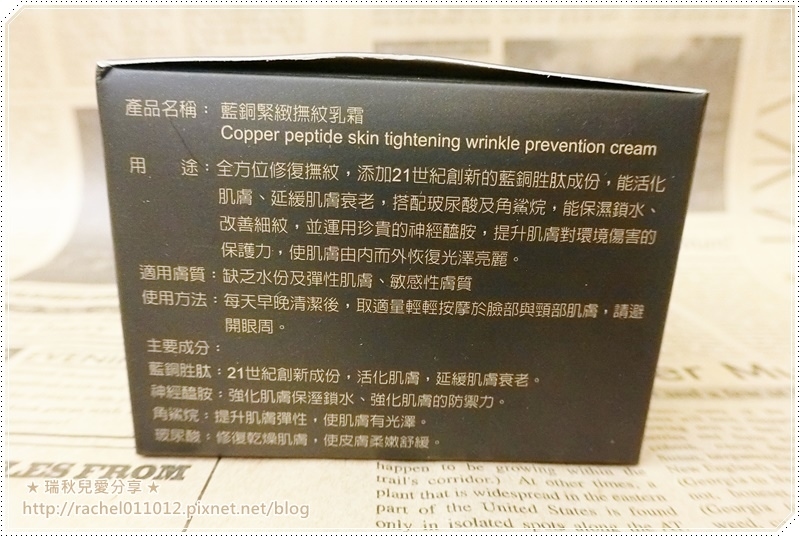 產品名稱：藍銅緊緻撫紋乳霜
Copper peptide skin tightening wrinkle prevention cream
用　　途：全方位修復撫紋，添加21世紀創新的藍銅胜肽成份，能活化
肌膚、延緩肌膚衰老，搭配玻尿酸及角鯊烷，能保濕鎖水、
改善細紋，並運用珍貴的神經醯胺，提升肌膚對環境傷害的
保護力，使肌膚由內而外恢復光澤亮麗。
適用膚質：缺乏水份及彈性肌膚、敏感性膚質
使用方法：每天早晚清潔後，取適量輕輕按摩於臉部與頸部肌膚，請避
開眼周。
主要成分：
藍銅胜肽：21世紀創新成份，活化肌膚，延緩肌膚衰老。
神經醯胺：強化肌膚保溼鎖水、強化肌膚的防禦力。
角鯊烷：提升肌膚彈性，使肌膚有光澤。
玻尿酸：修復乾燥肌膚，使皮膚柔嫩舒緩。
LES FROM
happen to be growing within the
trail's corridor.) At other times, a
plant that is widespread in the eastern
part of the United States is found
only in isolated spots along the AT
but not
(Georgia
weed,
★ 瑞秋兒愛分享 ★
http://rachel011012.pixnet.net/blog